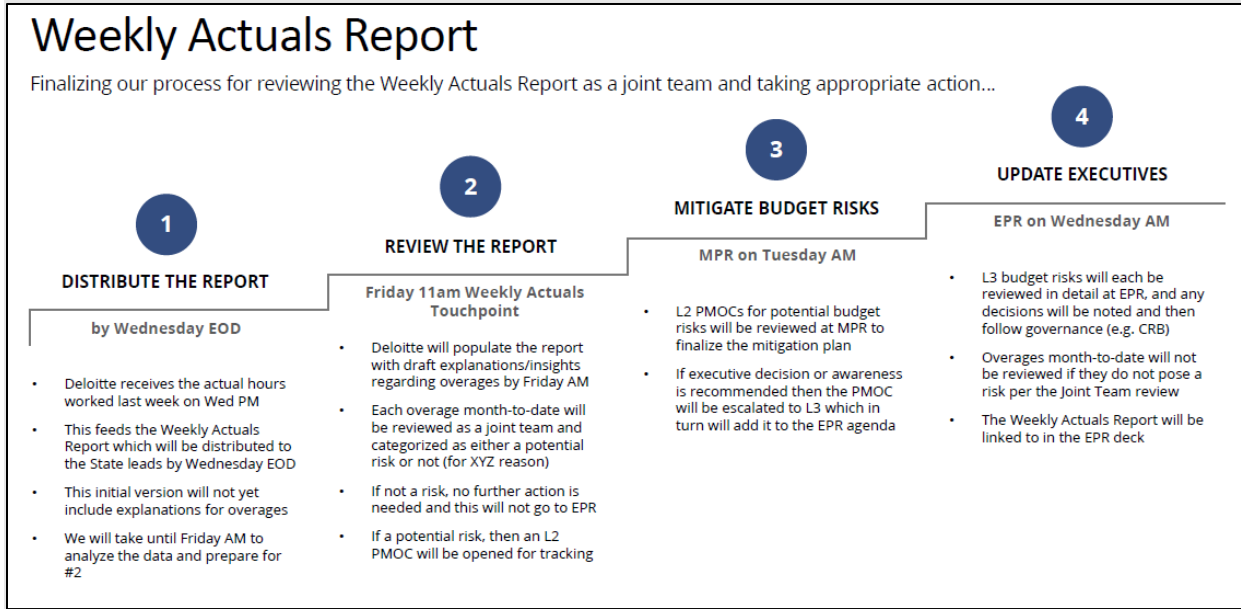 Weekly Actuals Report
Finalizing our process for reviewing the Weekly Actuals Report as a joint team and taking appropriate action...
1
DISTRIBUTE THE REPORT
by Wednesday EOD
• Deloitte receives the actual hours
worked last week on Wed PM
• This feeds the Weekly Actuals
Report which will be distributed to
the State leads by Wednesday EOD
• This initial version will not yet
include explanations for overages
• We will take until Friday AM to
analyze the data and prepare for
#2
2
REVIEW THE REPORT
Friday 11am Weekly Actuals
Touchpoint
• Deloitte will populate the report
with draft explanations/insights
regarding overages by Friday AM
• Each overage month-to-date will
be reviewed as a joint team and
categorized as either a potential
risk or not (for XYZ reason)
• If not a risk, no further action is
needed and this will not go to EPR
• If a potential risk, then an L2
PMOC will be opened for tracking
3
MITIGATE BUDGET RISKS
MPR on Tuesday AM
• L2 PMOCs for potential budget
risks will be reviewed at MPR to
finalize the mitigation plan
• If executive decision or awareness
is recommended then the PMOC
will be escalated to L3 which in
turn will add it to the EPR agenda
4
UPDATE EXECUTIVES
EPR on Wednesday AM
• L3 budget risks will each be
reviewed in detail at EPR, and any
decisions will be noted and then
follow governance (e.g. CRB)
• Overages month-to-date will not
be reviewed if they do not pose a
risk per the Joint Team review
• The Weekly Actuals Report will be
linked to in the EPR deck